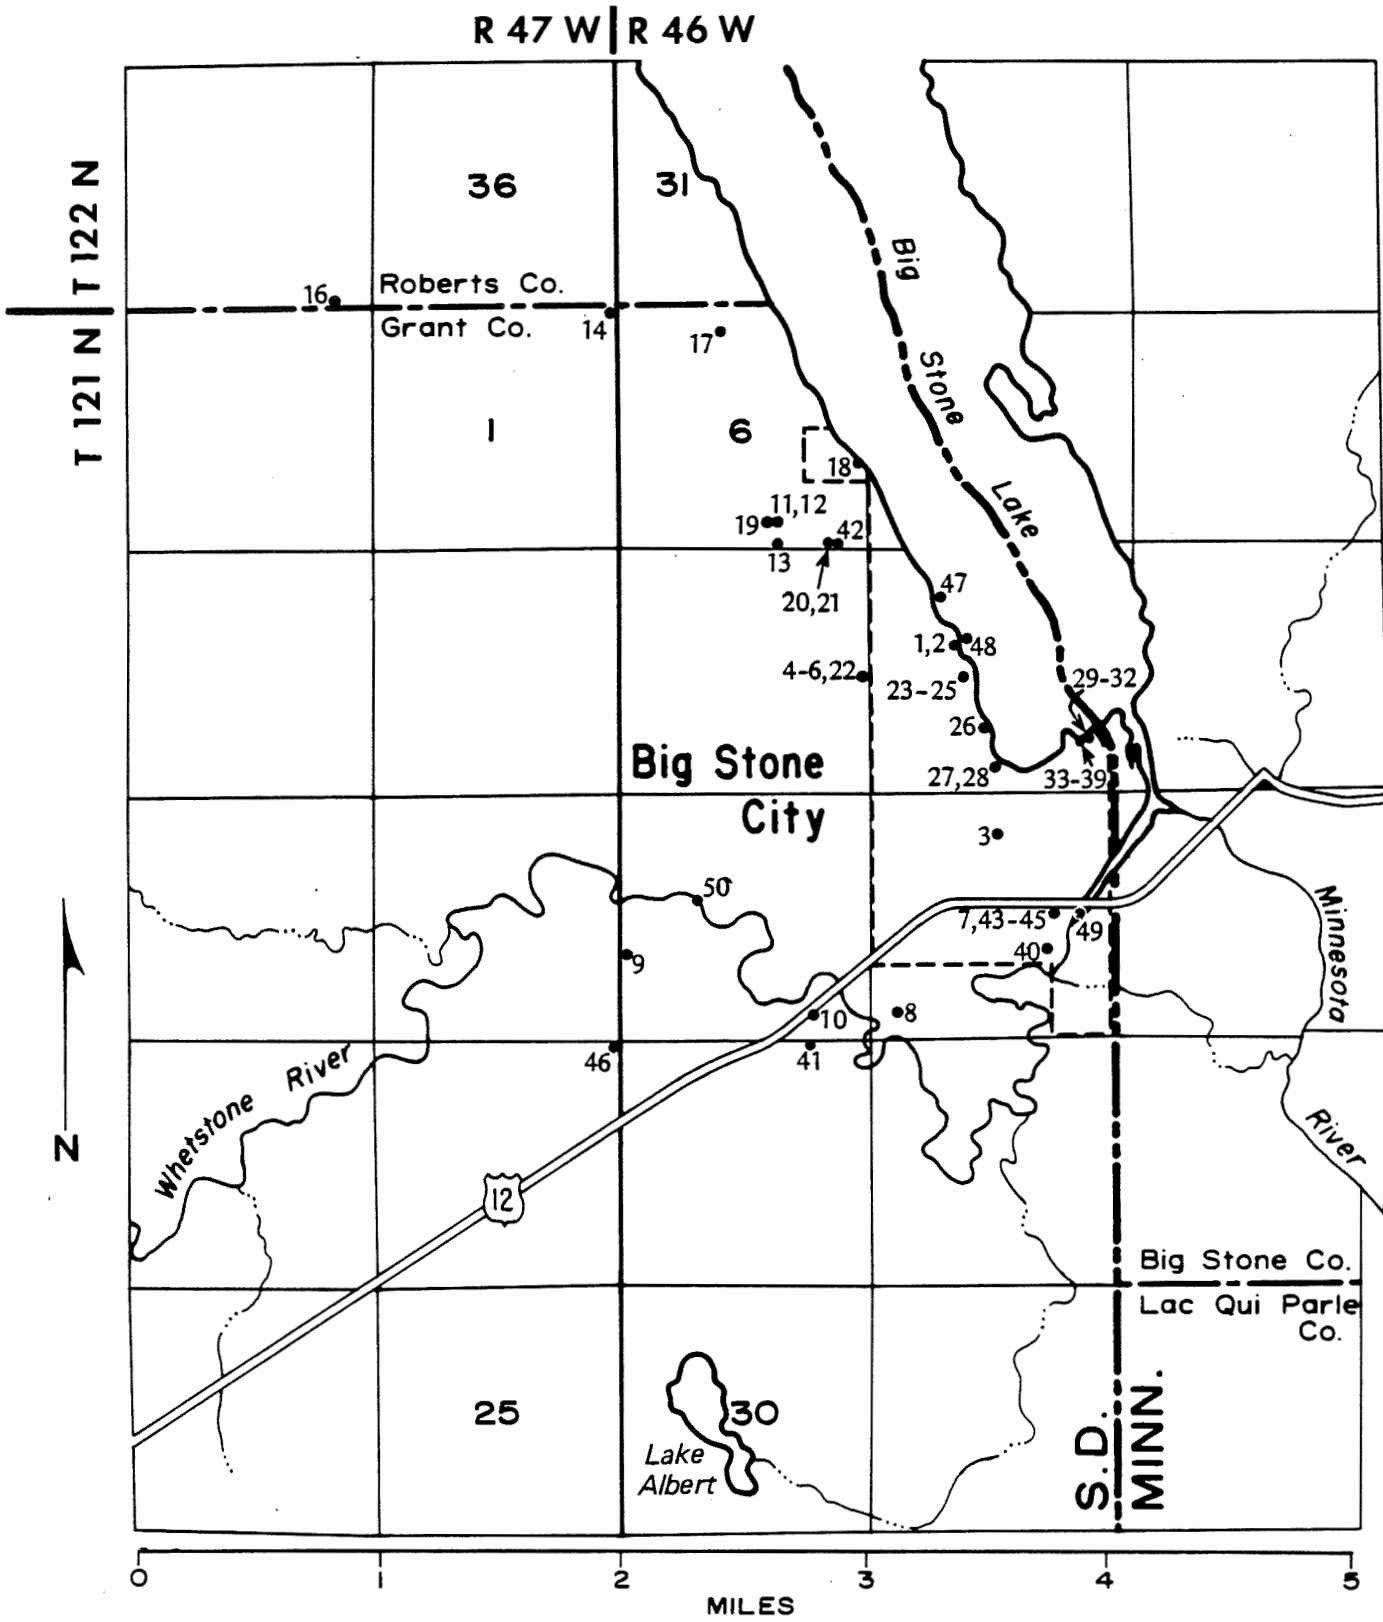 R 47 W R 46 W
T 122 N
T 121 N
36
31
16
Roberts Co.
Grant Co.
14
17
1
6
Big
Stone
Lake
18
11,12
19
13
42
20,21
47
1,2
48
4-6,22
23-25
29-32
26
27,28
33-39
Big Stone
City
3
50
7,43-45
49
40
9
10
8
46
41
Minnesota
River
Whetstone River
N
12
Big Stone Co.
Lac Qui Parle
Co.
25
30
Lake
Albert
S.D.
MINN.
0 1 2 3 4 5
MILES